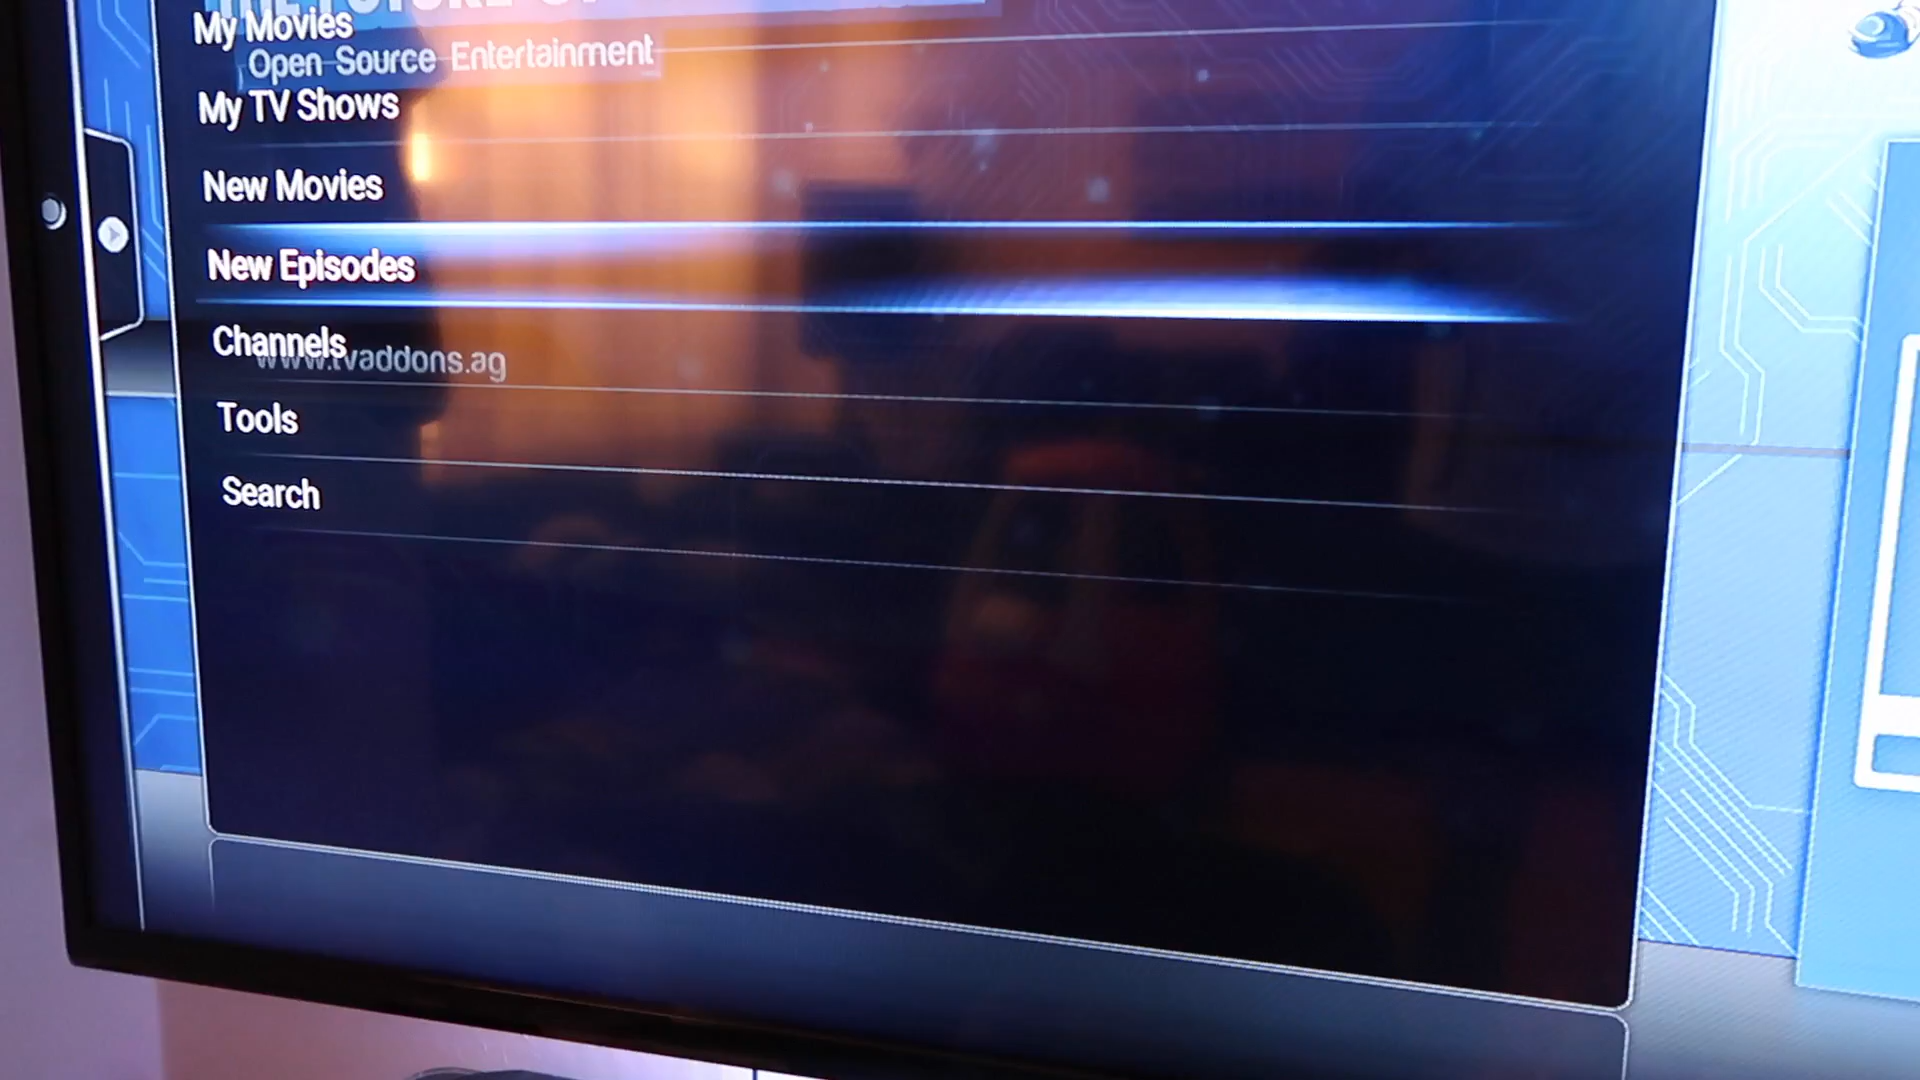 My Movies
Open Source Entertainment
My TV Shows
New Movies
New Episodes
Channels
www.tvaddons.ag
Tools
Search